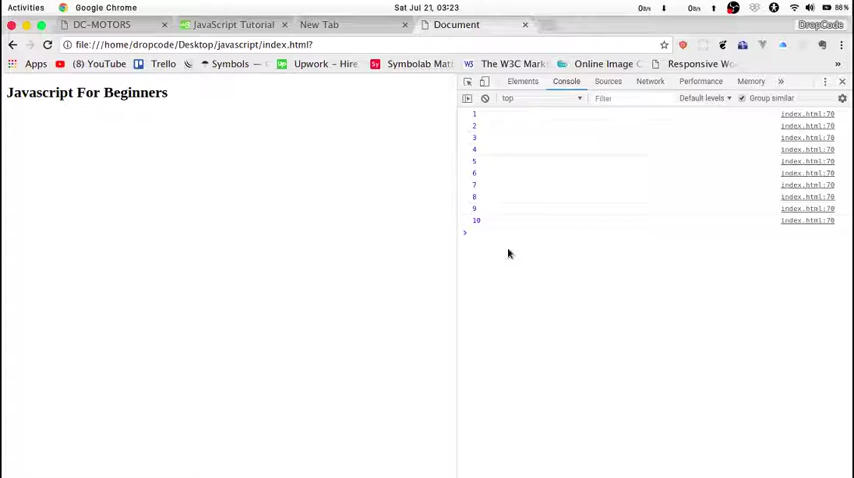 Activities Google Chrome Sat Jul 21, 03:23 0% 0% 88%
DC-MOTORS JavaScript Tutorial New Tab Document DropCode
file:///home/dropcode/Desktop/javascript/index.html?
Apps (8) YouTube Trello Symbols — Upwork - Hire Symbolab Mat The W3C Mark Online Image C Responsive Wo
Elements Console Sources Network Performance Memory »
top Filter Default levels Group similar
Javascript For Beginners
1 index.html:70
2 index.html:70
3 index.html:70
4 index.html:70
5 index.html:70
6 index.html:70
7 index.html:70
8 index.html:70
9 index.html:70
10 index.html:70
>